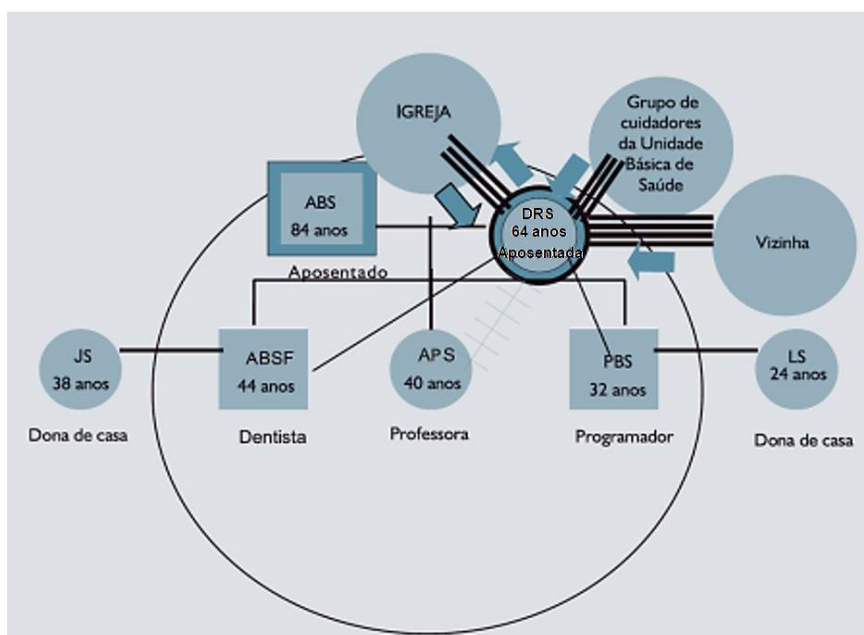 IGREJA
Grupo de
cuidadores
da Unidade
Básica de
Saúde
ABS
84 anos
Aposentado
DRS
64 anos
Aposentada
Vizinha
JS
38 anos
Dona de casa
ABSF
44 anos
Dentista
APS
40 anos
Professora
PBS
32 anos
Programador
LS
24 anos
Dona de casa